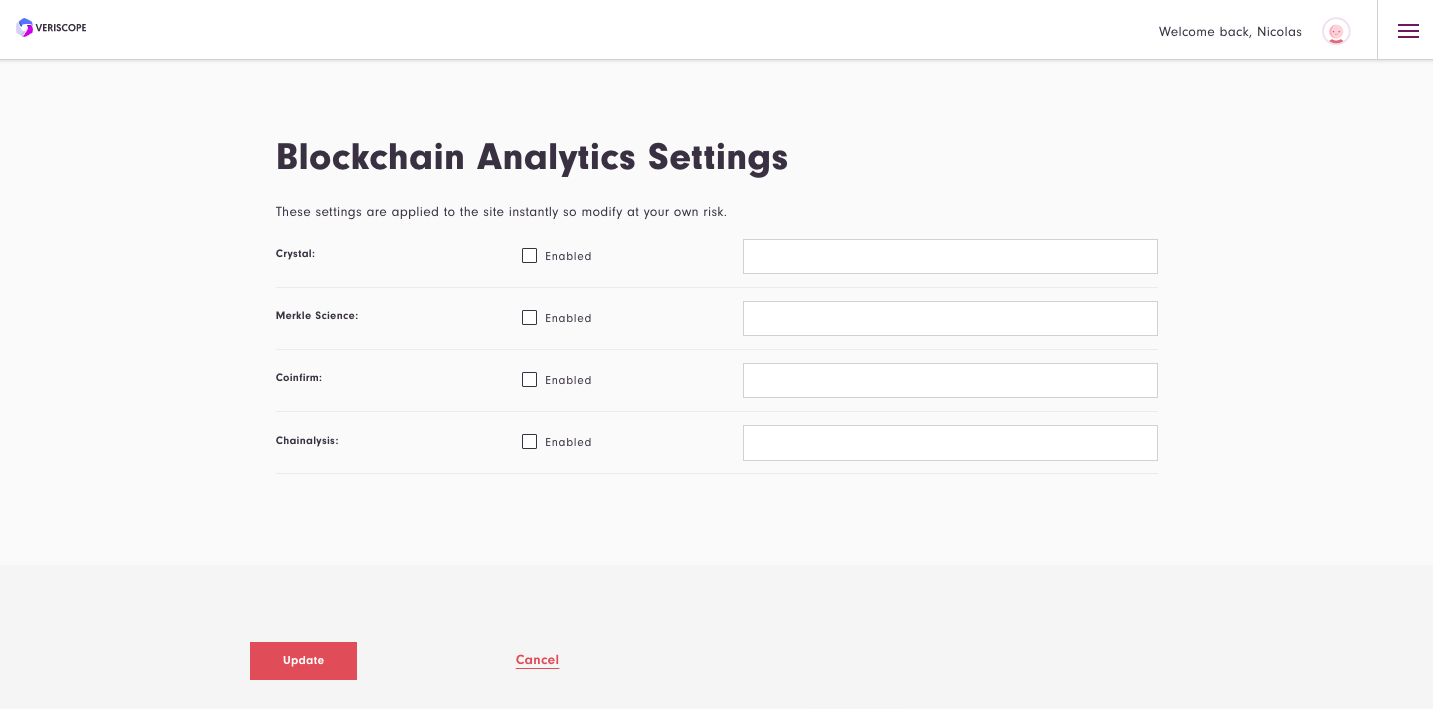 VERISCOPE
Welcome back, Nicolas
Blockchain Analytics Settings
These settings are applied to the site instantly so modify at your own risk.
Crystal: Enabled
Merkle Science: Enabled
Coinfirm: Enabled
Chainalysis: Enabled
Update Cancel